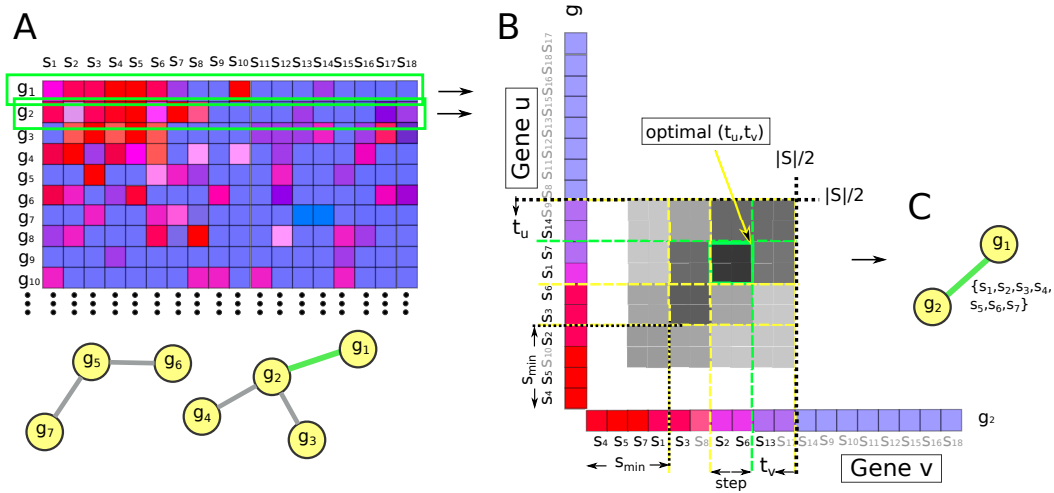 A
s1 s2 s3 s4 s5 s6 s7 s8 s9 s10 s11 s12 s13 s14 s15 s16 s17 s18
g1
g2
g3
g4
g5
g6
g7
g8
g9
g10
g5
g6
g7
g2
g1
g4
g3
B
g
Gene u
S17
S18
S16
S15
S13
S12
S11
S8
S9
S14
S7
S1
S6
S3
S2
S10
S5
S4
optimal (tu,tv)
|S|/2
|S|/2
tu
smin
S4 S5 S7 S1 S3 S8 S2 S6 S13 S1 S14 S9 S10 S11 S12 S15 S16 S18
g2
smin
step
tv
Gene v
C
g1
g2
{s1,s2,s3,s4,
s5,s6,s7}